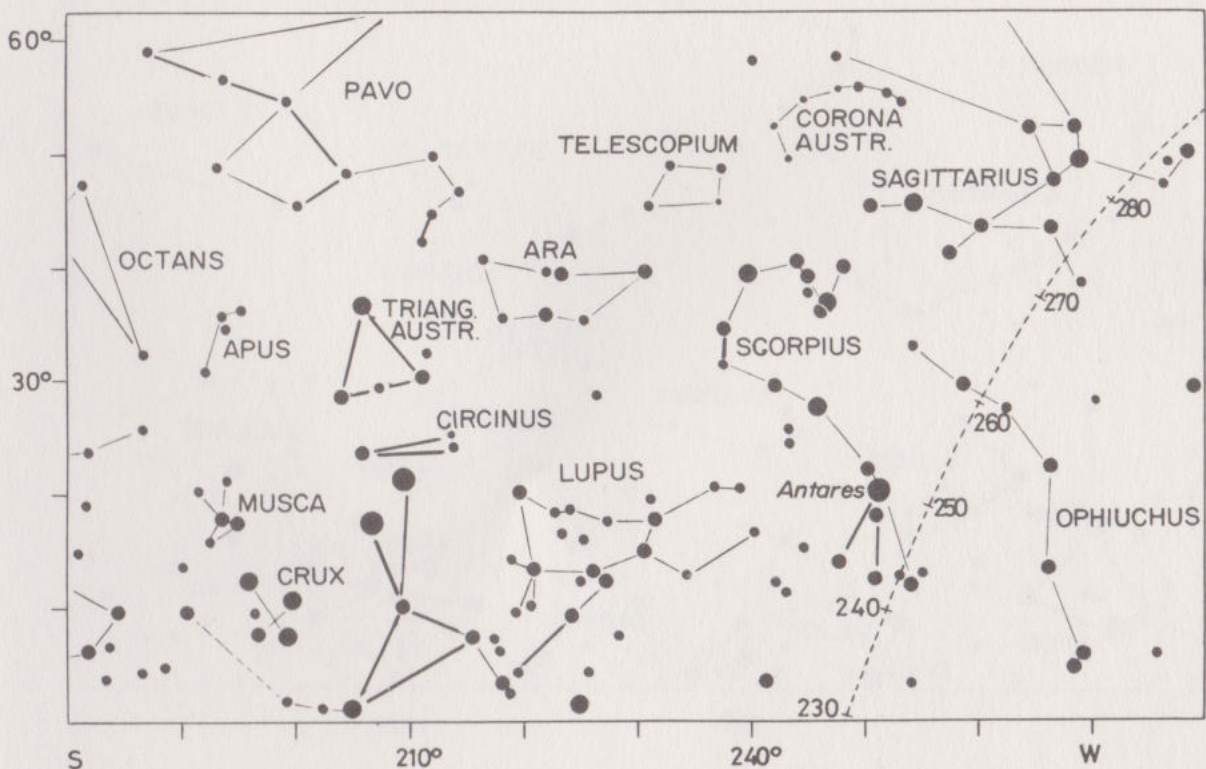 60°
PAVO
CORONA
AUSTR.
TELESCOPIUM
SAGITTARIUS
280
OCTANS
ARA
270
TRIANG.
AUSTR.
APUS
SCORPIUS
30°
260
CIRCINUS
LUPUS
MUSCA
Antares
250
OPHIUCHUS
CRUX
240
230
S
210°
240°
W